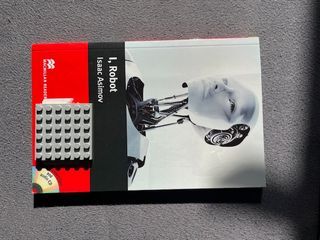 I, Robot
Isaac Asimov
MACMILLAN READERS